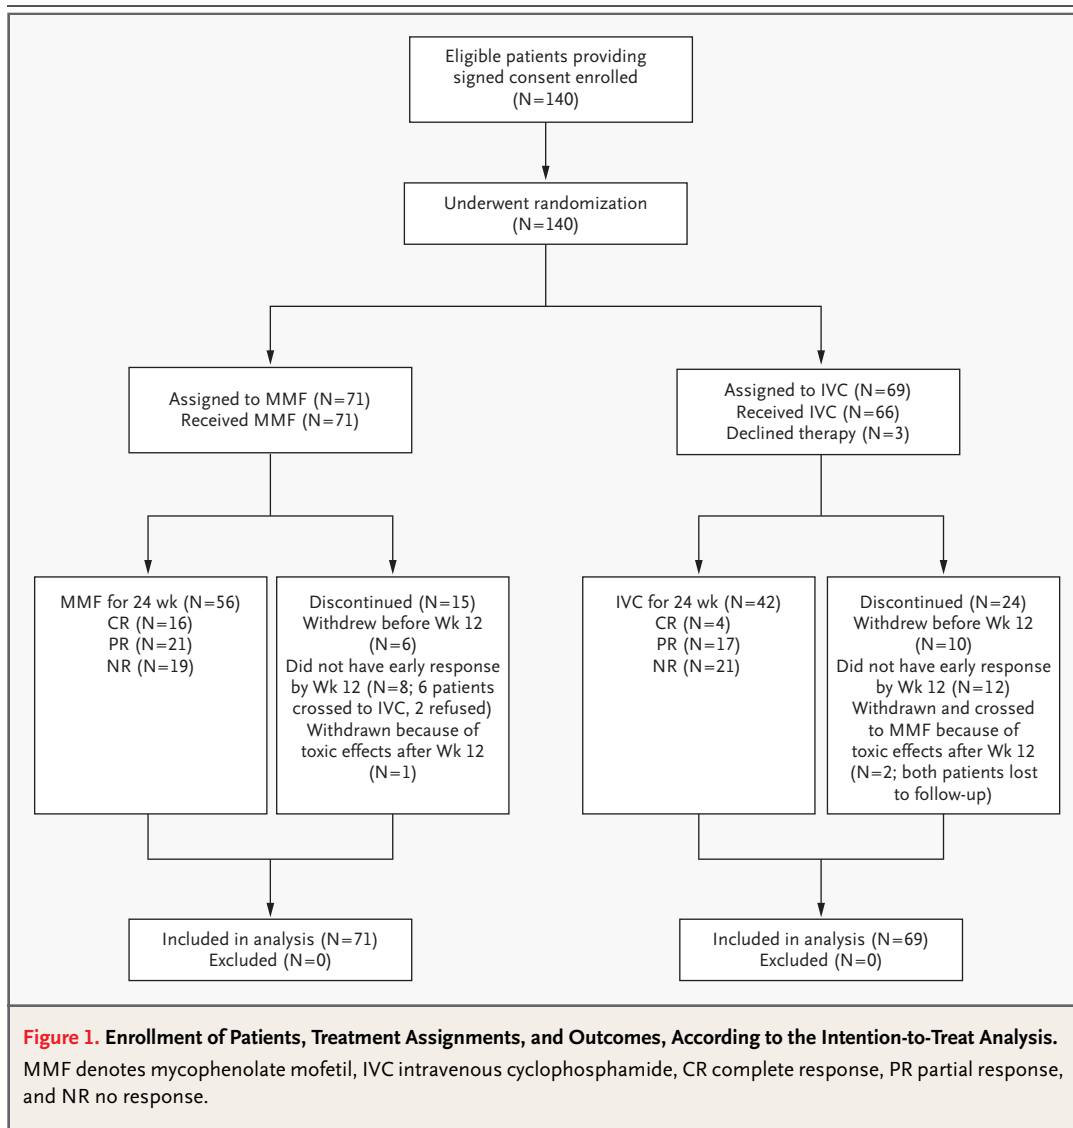 Eligible patients providing
signed consent enrolled
(N=140)
Underwent randomization
(N=140)
Assigned to MMF (N=71)
Received MMF (N=71)
Assigned to IVC (N=69)
Received IVC (N=66)
Declined therapy (N=3)
MMF for 24 wk (N=56)
CR (N=16)
PR (N=21)
NR (N=19)
Discontinued (N=15)
Withdrew before Wk 12
(N=6)
Did not have early response
by Wk 12 (N=8; 6 patients
crossed to IVC, 2 refused)
Withdrawn because of
toxic effects after Wk 12
(N=1)
IVC for 24 wk (N=42)
CR (N=4)
PR (N=17)
NR (N=21)
Discontinued (N=24)
Withdrew before Wk 12
(N=10)
Did not have early response
by Wk 12 (N=12)
Withdrawn and crossed
to MMF because of
toxic effects after Wk 12
(N=2; both patients lost
to follow-up)
Included in analysis (N=71)
Excluded (N=0)
Included in analysis (N=69)
Excluded (N=0)
Figure 1. Enrollment of Patients, Treatment Assignments, and Outcomes, According to the Intention-to-Treat Analysis.
MMF denotes mycophenolate mofetil, IVC intravenous cyclophosphamide, CR complete response, PR partial response,
and NR no response.